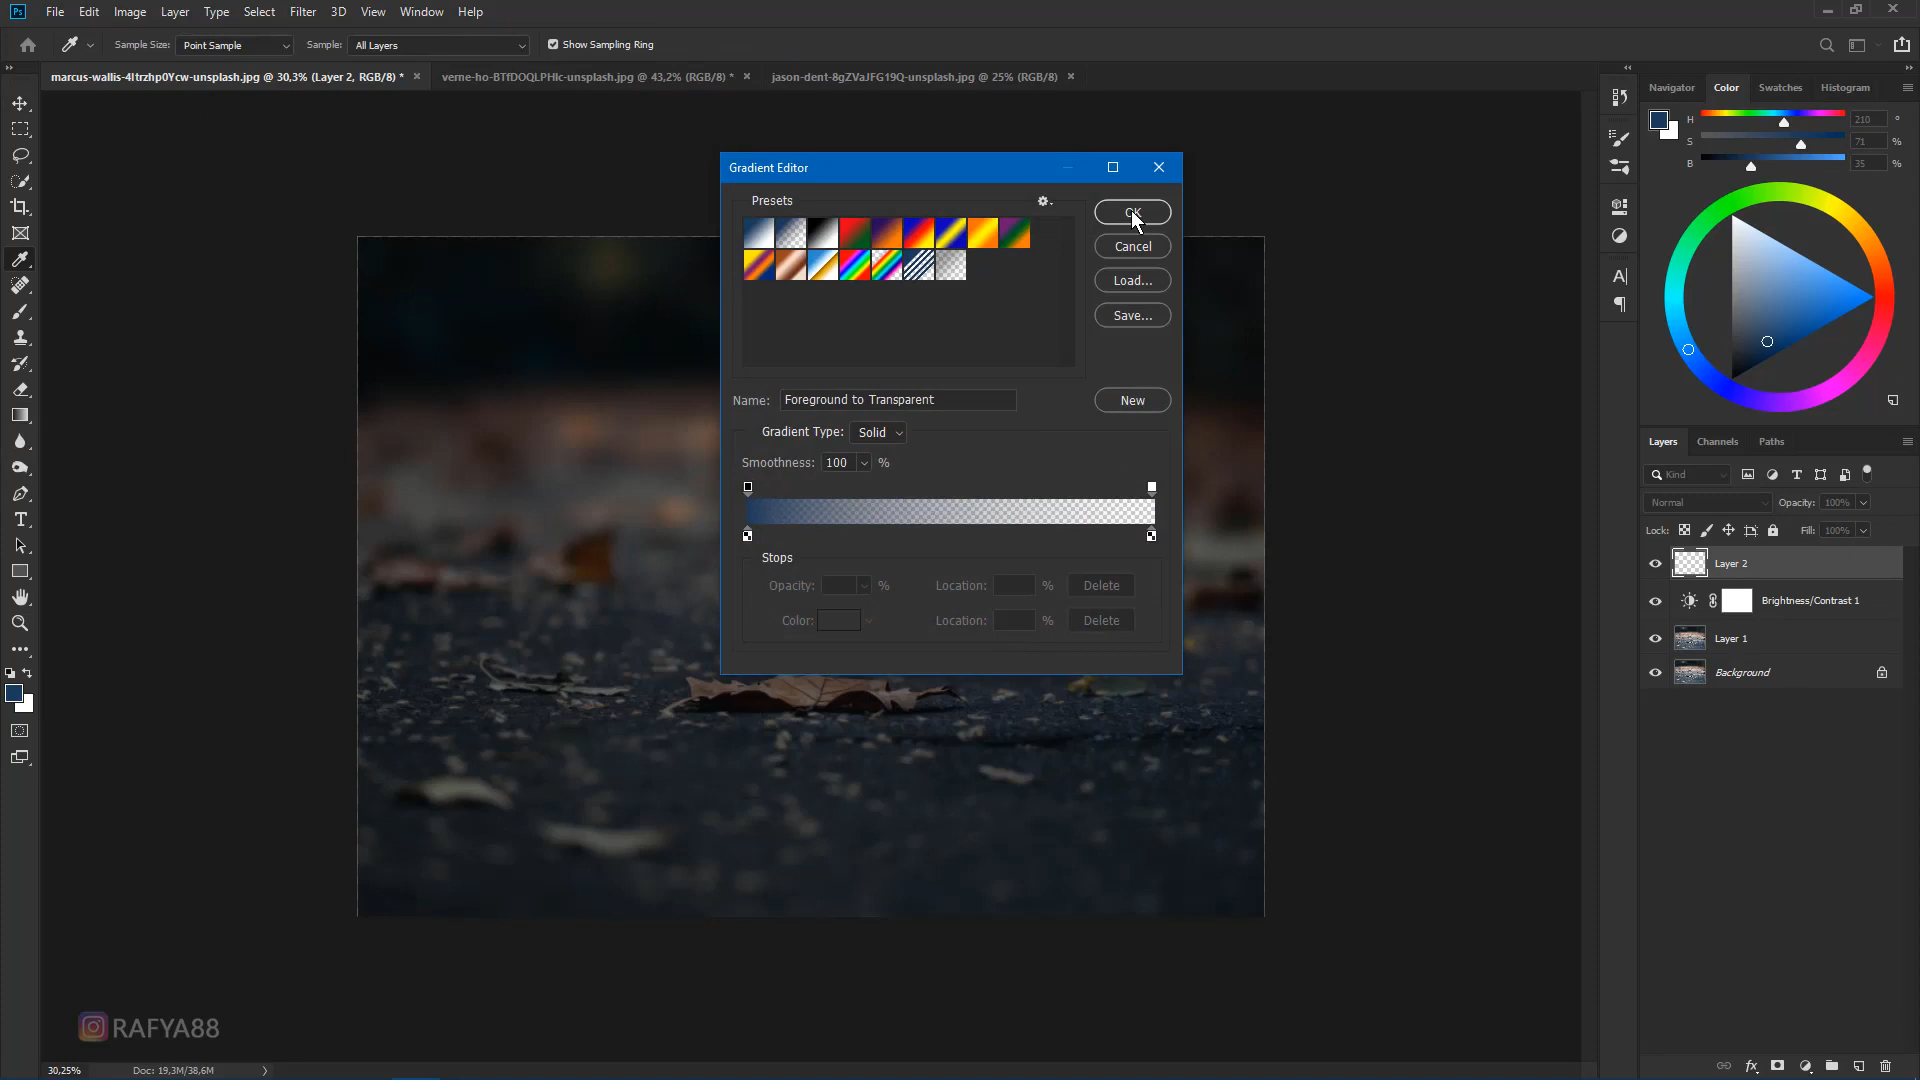 Ps File Edit Image Layer Type Select Filter 3D View Window Help
Sample Size: Point Sample Sample: All Layers Show Sampling Ring
marcus-wallis-4ltrzhp0Ycw-unsplash.jpg @ 30,3% (Layer 2, RGB/8) * × verne-ho-BTfDOQLPHlc-unsplash.jpg @ 43,2% (RGB/8) * × jason-dent-8gZVaJFG19Q-unsplash.jpg @ 25% (RGB/8) ×
Navigator Color Swatches Histogram
H 210 °
S 71 %
B 35 %
Gradient Editor
Presets
OK
Cancel
Load...
Save...
Name: Foreground to Transparent New
Gradient Type: Solid
Smoothness: 100 %
Stops
Opacity: % Location: % Delete
Color: Location: % Delete
Layers Channels Paths
Kind
Normal Opacity: 100%
Lock: Fill: 100%
Layer 2
Brightness/Contrast 1
Layer 1
Background
RAFYA88
30,25% Doc: 19,3M/38,6M